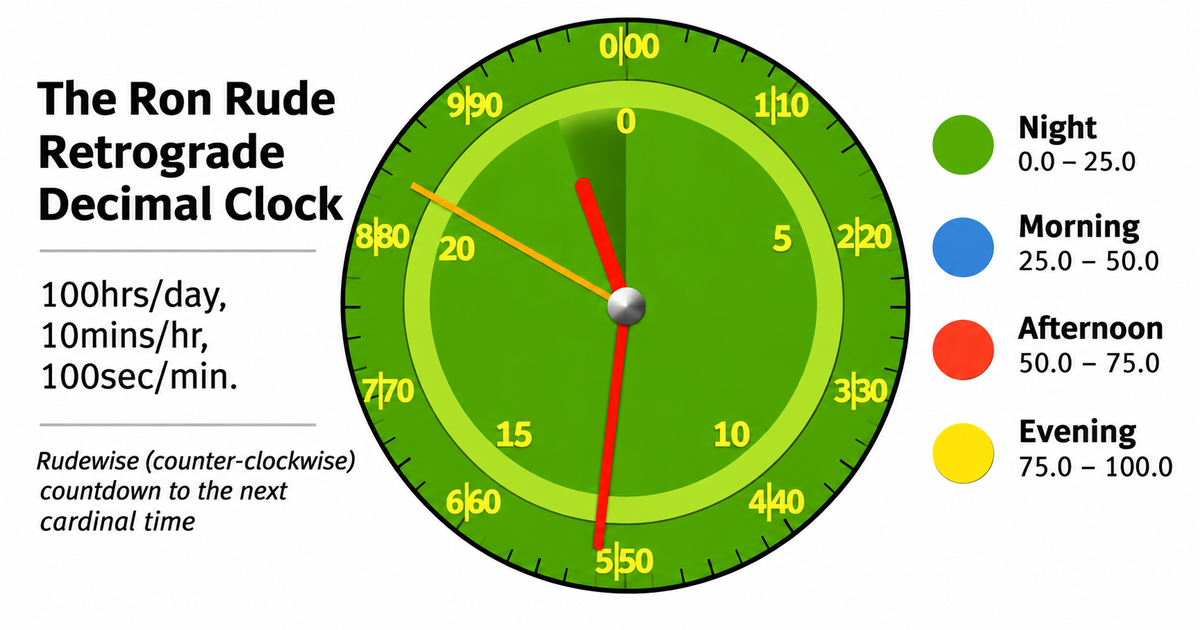 The Ron Rude
Retrograde
Decimal Clock
100hrs/day,
10mins/hr,
100sec/min.
Rudewise (counter-clockwise)
countdown to the next
cardinal time
0|00
1|10
2|20
3|30
4|40
5|50
6|60
7|70
8|80
9|90
0
5
10
15
20
Night
0.0 – 25.0
Morning
25.0 – 50.0
Afternoon
50.0 – 75.0
Evening
75.0 – 100.0